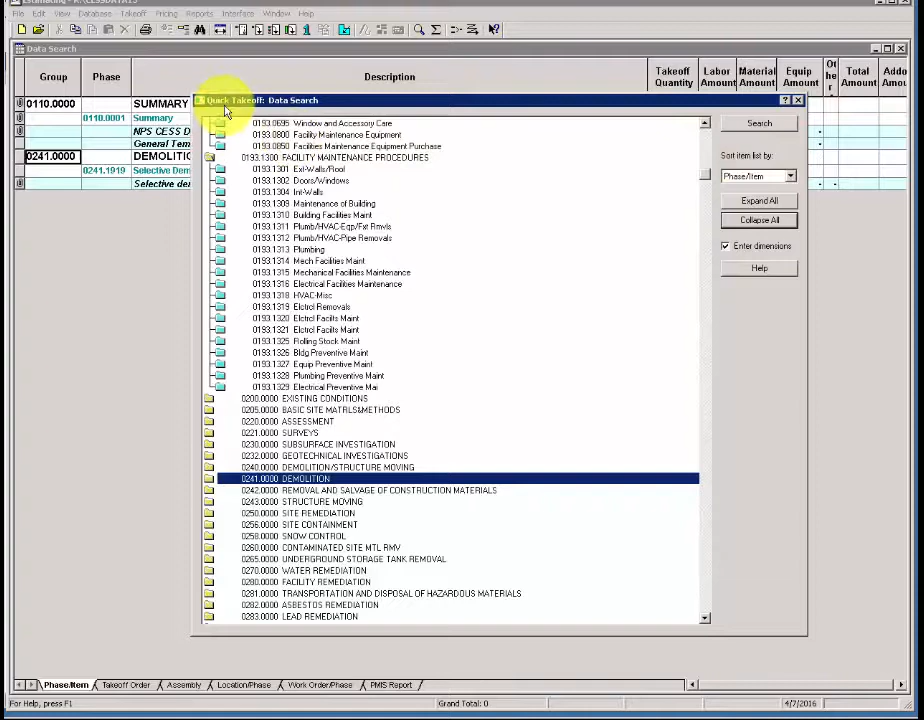 File Edit View Database Takeoff Pricing Reports Interface Window Help
Data Search
Group Phase Description Takeoff Quantity Labor Amount Material Amount Equip Amount Ot he r Total Amount Addo Amou
0110.0000 SUMMARY
0110.0001 Summary
NPS CESS D
General Tem
0241.0000 DEMOLITIC
0241.1919 Selective Dem
Selective den
Quick Takeoff: Data Search
0193.0695 Window and Accessory Care
0193.0800 Facility Maintenance Equipment
0193.0850 Facilities Maintenance Equipment Purchase
0193.1300 FACILITY MAINTENANCE PROCEDURES
0193.1301 Ext-Walls/Roof
0193.1302 Doors/Windows
0193.1304 Int-Walls
0193.1309 Maintenance of Building
0193.1310 Building Facilities Maint
0193.1311 Plumb/HVAC-Eqp/Fxt Rmvls
0193.1312 Plumb/HVAC-Pipe Removals
0193.1313 Plumbing
0193.1314 Mech Facilities Maint
0193.1315 Mechanical Facilities Maintenance
0193.1316 Electrical Facilities Maintenance
0193.1318 HVAC-Misc
0193.1319 Elctrcl Removals
0193.1320 Elctrcl Facilts Maint
0193.1321 Elctrcl Facilts Maint
0193.1325 Rolling Stock Maint
0193.1326 Bldg Preventive Maint
0193.1327 Equip Preventive Maint
0193.1328 Plumbing Preventive Maint
0193.1329 Electrical Preventive Mai
0200.0000 EXISTING CONDITIONS
0205.0000 BASIC SITE MATRLS&METHODS
0220.0000 ASSESSMENT
0221.0000 SURVEYS
0230.0000 SUBSURFACE INVESTIGATION
0232.0000 GEOTECHNICAL INVESTIGATIONS
0240.0000 DEMOLITION/STRUCTURE MOVING
0241.0000 DEMOLITION
0242.0000 REMOVAL AND SALVAGE OF CONSTRUCTION MATERIALS
0243.0000 STRUCTURE MOVING
0250.0000 SITE REMEDIATION
0256.0000 SITE CONTAINMENT
0258.0000 SNOW CONTROL
0260.0000 CONTAMINATED SITE MTL RMV
0265.0000 UNDERGROUND STORAGE TANK REMOVAL
0270.0000 WATER REMEDIATION
0280.0000 FACILITY REMEDIATION
0281.0000 TRANSPORTATION AND DISPOSAL OF HAZARDOUS MATERIALS
0282.0000 ASBESTOS REMEDIATION
0283.0000 LEAD REMEDIATION
Search
Sort item list by:
Phase/Item
Expand All
Collapse All
Enter dimensions
Help
Phase/Item Takeoff Order Assembly Location/Phase Work Order/Phase PMIS Report
For Help, press F1 Grand Total: 0 4/7/2016